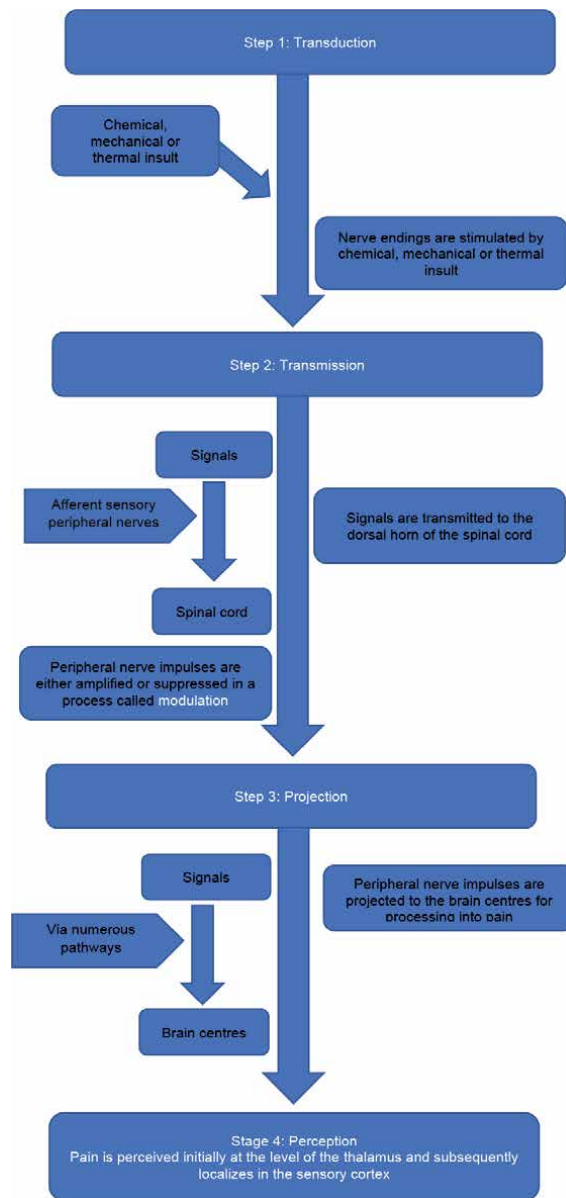 Step 1: Transduction
Chemical,
mechanical or
thermal insult
Nerve endings are stimulated by
chemical, mechanical or thermal
insult
Step 2: Transmission
Signals
Afferent sensory
peripheral nerves
Signals are transmitted to the
dorsal horn of the spinal cord
Spinal cord
Peripheral nerve impulses are
either amplified or suppressed in a
process called modulation
Step 3: Projection
Signals
Peripheral nerve impulses are
projected to the brain centres for
processing into pain
Via numerous
pathways
Brain centres
Stage 4: Perception
Pain is perceived initially at the level of the thalamus and subsequently
localizes in the sensory cortex